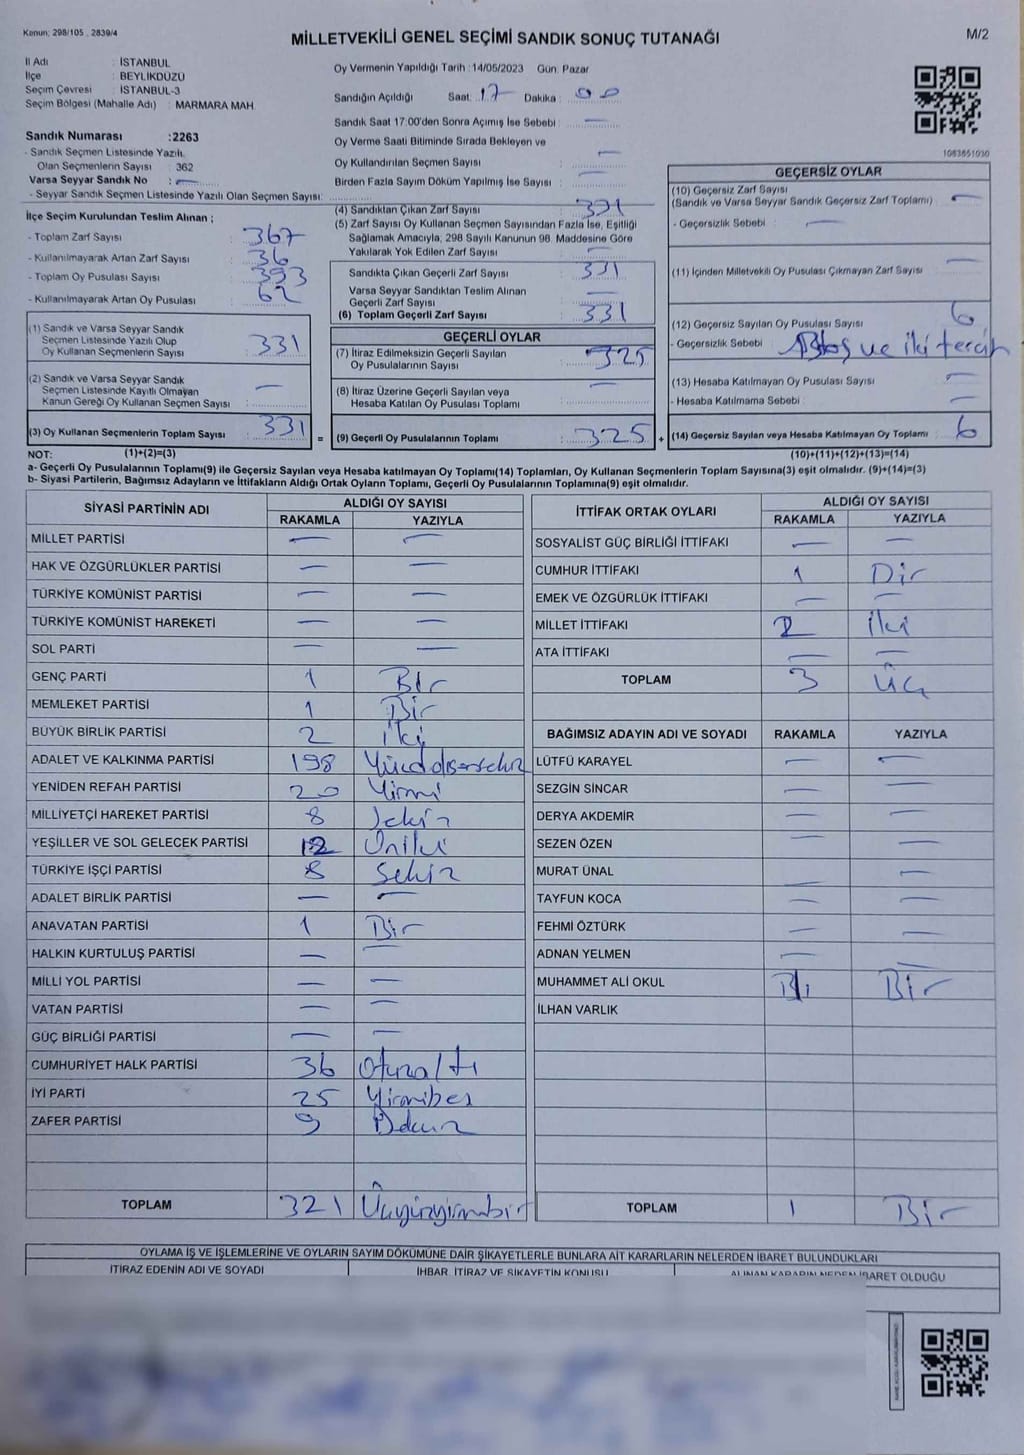 Kanun: 298/105 , 2839/4
MİLLETVEKİLİ GENEL SEÇİMİ SANDIK SONUÇ TUTANAĞI
M/2
İl Adı : İSTANBUL
İlçe : BEYLİKDÜZÜ
Seçim Çevresi : İSTANBUL-3
Seçim Bölgesi (Mahalle Adı) : MARMARA MAH.
Sandık Numarası :2263
- Sandık Seçmen Listesinde Yazılı
Olan Seçmenlerin Sayısı : 362
Varsa Seyyar Sandık No : —
- Seyyar Sandık Seçmen Listesinde Yazılı Olan Seçmen Sayısı:
Oy Vermenin Yapıldığı Tarih :14/05/2023 Gün: Pazar
Sandığın Açıldığı Saat: 17 Dakika : 00
Sandık Saat 17:00'den Sonra Açımış İse Sebebi : —
Oy Verme Saati Bitiminde Sırada Bekleyen ve
Oy Kullandırılan Seçmen Sayısı : —
Birden Fazla Sayım Döküm Yapılmış İse Sayısı : —
1083651030
İlçe Seçim Kurulundan Teslim Alınan ;
- Toplam Zarf Sayısı : 367
- Kullanılmayarak Artan Zarf Sayısı : 36
- Toplam Oy Pusulası Sayısı : 393
- Kullanılmayarak Artan Oy Pusulası : 62
(1) Sandık ve Varsa Seyyar Sandık
Seçmen Listesinde Yazılı Olup
Oy Kullanan Seçmenlerin Sayısı : 331
(2) Sandık ve Varsa Seyyar Sandık
Seçmen Listesinde Kayıtlı Olmayan
Kanun Gereği Oy Kullanan Seçmen Sayısı : —
(3) Oy Kullanan Seçmenlerin Toplam Sayısı : 331
(4) Sandıktan Çıkan Zarf Sayısı : 331
(5) Zarf Sayısı Oy Kullanan Seçmen Sayısından Fazla İse, Eşitliği
Sağlamak Amacıyla, 298 Sayılı Kanunun 98. Maddesine Göre
Yakılarak Yok Edilen Zarf Sayısı : —
Sandıkta Çıkan Geçerli Zarf Sayısı : 331
Varsa Seyyar Sandıktan Teslim Alınan
Geçerli Zarf Sayısı : —
(6) Toplam Geçerli Zarf Sayısı : 331
GEÇERLİ OYLAR
(7) İtiraz Edilmeksizin Geçerli Sayılan
Oy Pusulalarının Sayısı : 325
(8) İtiraz Üzerine Geçerli Sayılan veya
Hesaba Katılan Oy Pusulası Toplamı : —
= (9) Geçerli Oy Pusulalarının Toplamı : 325 +
GEÇERSİZ OYLAR
(10) Geçersiz Zarf Sayısı
(Sandık ve Varsa Seyyar Sandık Geçersiz Zarf Toplamı) : —
- Geçersizlik Sebebi : —
(11) İçinden Milletvekili Oy Pusulası Çıkmayan Zarf Sayısı : —
(12) Geçersiz Sayılan Oy Pusulası Sayısı : 6
- Geçersizlik Sebebi : Boş ve iki tercih
(13) Hesaba Katılmayan Oy Pusulası Sayısı : —
- Hesaba Katılmama Sebebi : —
(14) Geçersiz Sayılan veya Hesaba Katılmayan Oy Toplamı : 6
NOT: (1)+(2)=(3) (10)+(11)+(12)+(13)=(14)
a- Geçerli Oy Pusulalarının Toplamı(9) ile Geçersiz Sayılan veya Hesaba katılmayan Oy Toplamı(14) Toplamları, Oy Kullanan Seçmenlerin Toplam Sayısına(3) eşit olmalıdır. (9)+(14)=(3)
b- Siyasi Partilerin, Bağımsız Adayların ve İttifakların Aldığı Ortak Oyların Toplamı, Geçerli Oy Pusulalarının Toplamına(9) eşit olmalıdır.
SİYASİ PARTİNİN ADI ALDIĞI OY SAYISI
RAKAMLA YAZIYLA
MİLLET PARTİSİ — —
HAK VE ÖZGÜRLÜKLER PARTİSİ — —
TÜRKİYE KOMÜNİST PARTİSİ — —
TÜRKİYE KOMÜNİST HAREKETİ — —
SOL PARTİ — —
GENÇ PARTİ 1 Bir
MEMLEKET PARTİSİ 1 Bir
BÜYÜK BİRLİK PARTİSİ 2 iki
ADALET VE KALKINMA PARTİSİ 198
YENİDEN REFAH PARTİSİ 20 Yirmi
MİLLİYETÇİ HAREKET PARTİSİ 8 Sekiz
YEŞİLLER VE SOL GELECEK PARTİSİ 12 Oniki
TÜRKİYE İŞÇİ PARTİSİ 8 Sekiz
ADALET BİRLİK PARTİSİ — —
ANAVATAN PARTİSİ 1 Bir
HALKIN KURTULUŞ PARTİSİ — —
MİLLİ YOL PARTİSİ — —
VATAN PARTİSİ — —
GÜÇ BİRLİĞİ PARTİSİ — —
CUMHURİYET HALK PARTİSİ 36 Otuzaltı
İYİ PARTİ 25 Yirmibeş
ZAFER PARTİSİ 9 Dokuz
TOPLAM 321 Üçyüzyirmibir
İTTİFAK ORTAK OYLARI ALDIĞI OY SAYISI
RAKAMLA YAZIYLA
SOSYALİST GÜÇ BİRLİĞİ İTTİFAKI — —
CUMHUR İTTİFAKI 1 Bir
EMEK VE ÖZGÜRLÜK İTTİFAKI — —
MİLLET İTTİFAKI 2 İki
ATA İTTİFAKI — —
TOPLAM 3 Üç
BAĞIMSIZ ADAYIN ADI VE SOYADI RAKAMLA YAZIYLA
LÜTFÜ KARAYEL — —
SEZGİN SİNCAR — —
DERYA AKDEMİR — —
SEZEN ÖZEN — —
MURAT ÜNAL — —
TAYFUN KOCA — —
FEHMİ ÖZTÜRK — —
ADNAN YELMEN — —
MUHAMMET ALİ OKUL Bir
İLHAN VARLIK
TOPLAM 1 Bir
OYLAMA İŞ VE İŞLEMLERİNE VE OYLARIN SAYIM DÖKÜMÜNE DAİR ŞİKAYETLERLE BUNLARA AİT KARARLARIN NELERDEN İBARET BULUNDUKLARI
İTİRAZ EDENİN ADI VE SOYADI İHBAR, İTİRAZ VE ŞİKAYETİN KONUSU ALINAN KARARIN NEDEN İBARET OLDUĞU